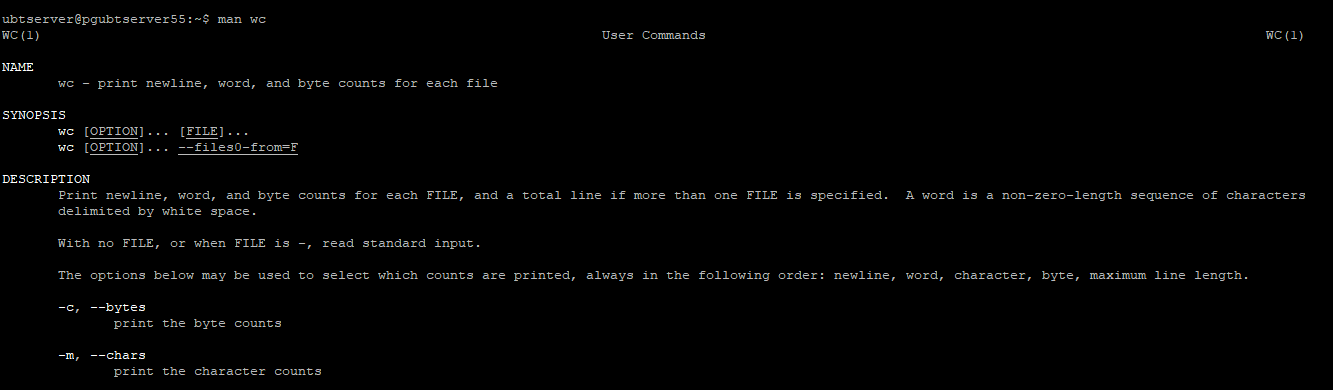 ubtserver@pgubtserver55:~$ man wc
WC(1) User Commands WC(1)
NAME
wc - print newline, word, and byte counts for each file
SYNOPSIS
wc [OPTION]... [FILE]...
wc [OPTION]... --files0-from=F
DESCRIPTION
Print newline, word, and byte counts for each FILE, and a total line if more than one FILE is specified.  A word is a non-zero-length sequence of characters
delimited by white space.
With no FILE, or when FILE is -, read standard input.
The options below may be used to select which counts are printed, always in the following order: newline, word, character, byte, maximum line length.
-c, --bytes
print the byte counts
-m, --chars
print the character counts